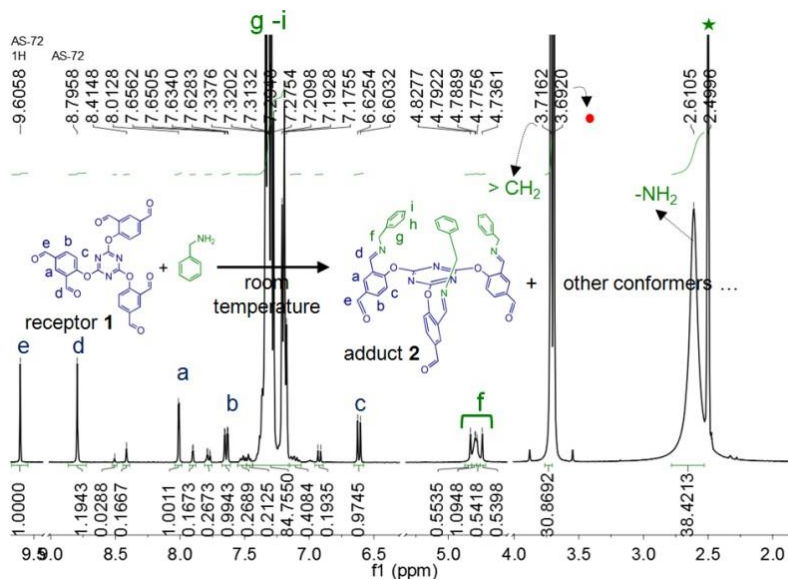 g -i
★
AS-72
1H
AS-72
9.6058
8.7958
8.4148
8.0128
7.6562
7.6505
7.6340
7.6283
7.3376
7.3202
7.3132
7.2754
7.2098
7.1928
7.1755
6.6254
6.6032
4.8277
4.7922
4.7889
4.7756
4.7361
3.7162
3.6920
2.6105
2.4996
> CH2
-NH2
e
b
c
a
d
O
O
O
O
O
O
O
O
O
N
N
N
receptor 1
+
NH2
room
temperature
i
h
g
f
d
a
e
b
c
N
N
N
N
N
N
O
O
O
O
O
O
adduct 2
+
other conformers ...
e
d
a
b
c
f
1.0000
1.1943
0.0288
0.1667
1.0011
0.1673
0.2673
0.9943
0.2689
0.2125
84.7550
0.4084
0.1935
0.9745
0.5535
1.0948
0.5418
0.5398
30.8692
38.4213
9.5
9.0
8.5
8.0
7.5
7.0
6.5
5.0
4.5
4.0
3.5
3.0
2.5
2.0
f1 (ppm)